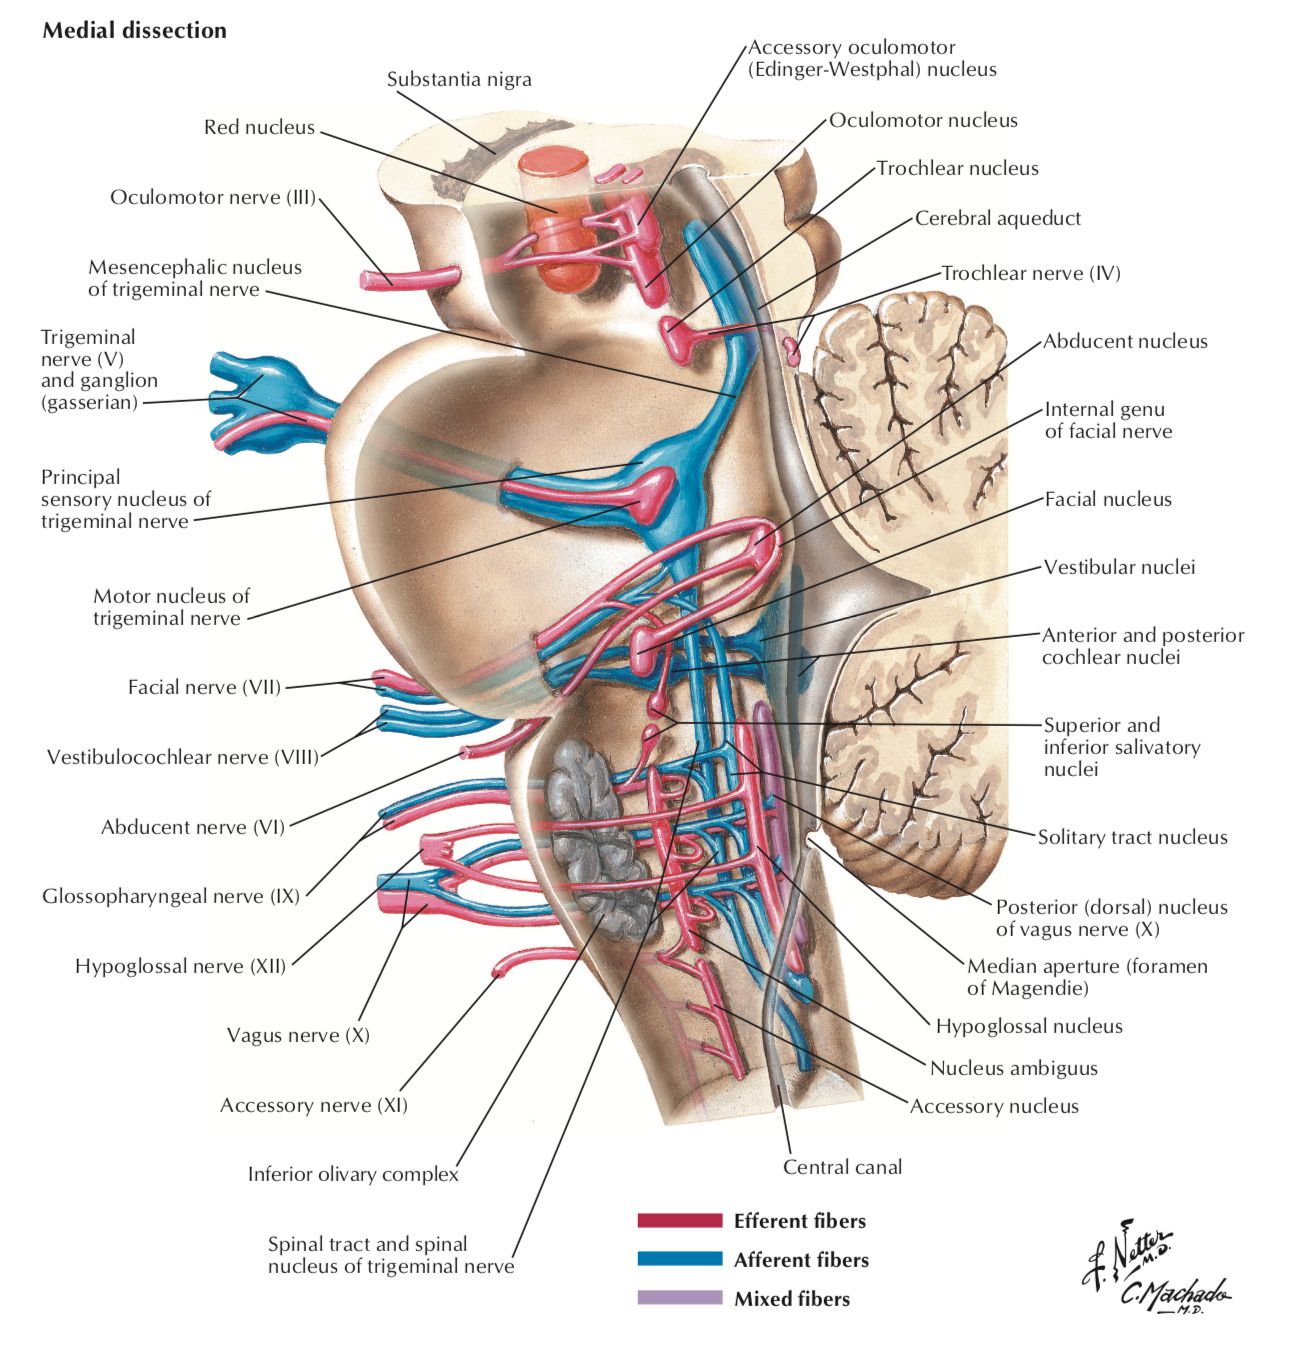 Medial dissection
Substantia nigra
Red nucleus
Oculomotor nerve (III)
Mesencephalic nucleus
of trigeminal nerve
Trigeminal
nerve (V)
and ganglion
(gasserian)
Principal
sensory nucleus of
trigeminal nerve
Motor nucleus of
trigeminal nerve
Facial nerve (VII)
Vestibulocochlear nerve (VIII)
Abducent nerve (VI)
Glossopharyngeal nerve (IX)
Hypoglossal nerve (XII)
Vagus nerve (X)
Accessory nerve (XI)
Inferior olivary complex
Spinal tract and spinal
nucleus of trigeminal nerve
Accessory oculomotor
(Edinger-Westphal) nucleus
Oculomotor nucleus
Trochlear nucleus
Cerebral aqueduct
Trochlear nerve (IV)
Abducent nucleus
Internal genu
of facial nerve
Facial nucleus
Vestibular nuclei
Anterior and posterior
cochlear nuclei
Superior and
inferior salivatory
nuclei
Solitary tract nucleus
Posterior (dorsal) nucleus
of vagus nerve (X)
Median aperture (foramen
of Magendie)
Hypoglossal nucleus
Nucleus ambiguus
Accessory nucleus
Central canal
Efferent fibers
Afferent fibers
Mixed fibers
F. Netter
M.D.
C. Machado
M.D.